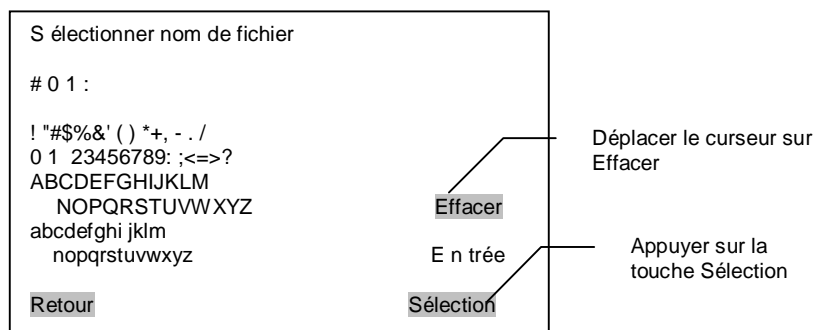 S électionner nom de fichier
# 0 1 :
! "#$%&' ( ) *+, - . /
0 1 23456789: ;<=>?
ABCDEFGHIJKLM
NOPQRSTUVWXYZ
Effacer
abcdefghi jklm
nopqrstuvwxyz
E n trée
Retour
Sélection
Déplacer le curseur sur
Effacer
Appuyer sur la
touche Sélection